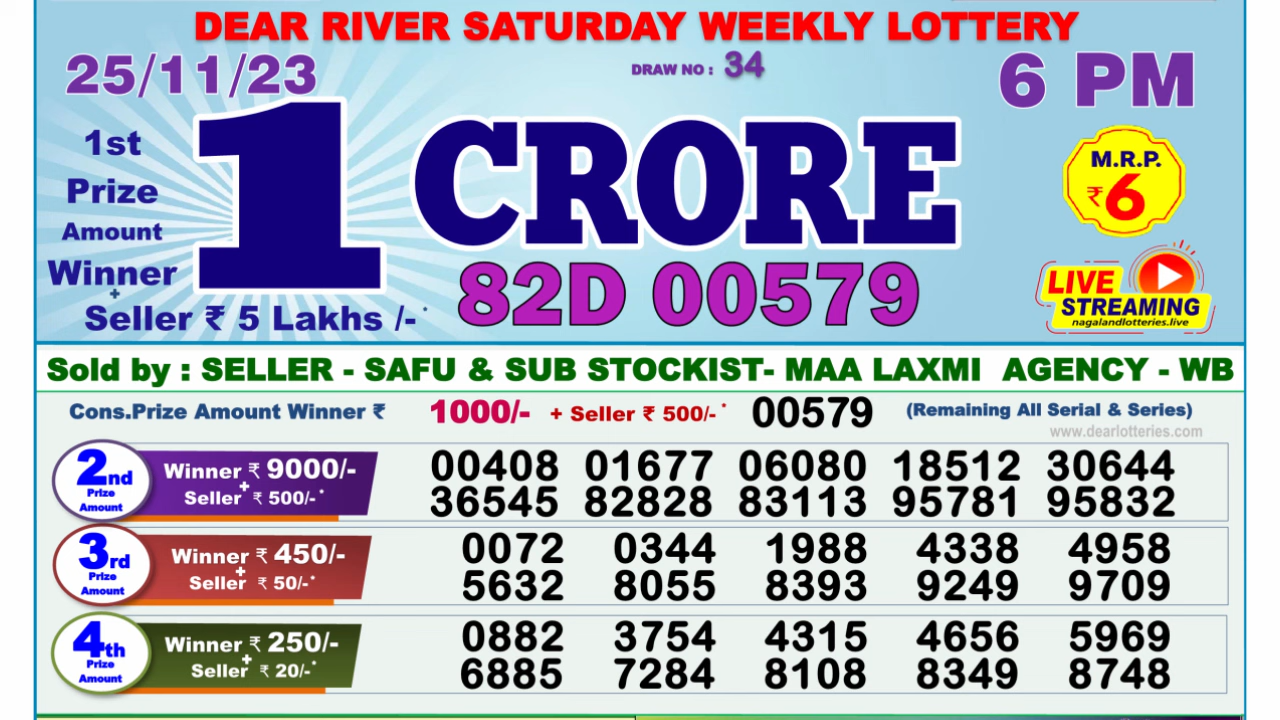 DEAR RIVER SATURDAY WEEKLY LOTTERY
25/11/23
DRAW NO : 34
6 PM
1st
Prize
Amount
Winner
+
Seller ₹ 5 Lakhs /- *
1 CRORE
82D 00579
M.R.P.
₹6
LIVE
STREAMING
nagalandlotteries.live
Sold by : SELLER - SAFU & SUB STOCKIST- MAA LAXMI AGENCY - WB
Cons.Prize Amount Winner ₹ 1000/- + Seller ₹ 500/- * 00579 (Remaining All Serial & Series)
www.dearlotteries.com
2nd
Prize
Amount
Winner ₹ 9000/-
+
Seller ₹ 500/- *
00408 01677 06080 18512 30644
36545 82828 83113 95781 95832
3rd
Prize
Amount
Winner ₹ 450/-
+
Seller ₹ 50/- *
0072 0344 1988 4338 4958
5632 8055 8393 9249 9709
4th
Prize
Amount
Winner ₹ 250/-
+
Seller ₹ 20/- *
0882 3754 4315 4656 5969
6885 7284 8108 8349 8748